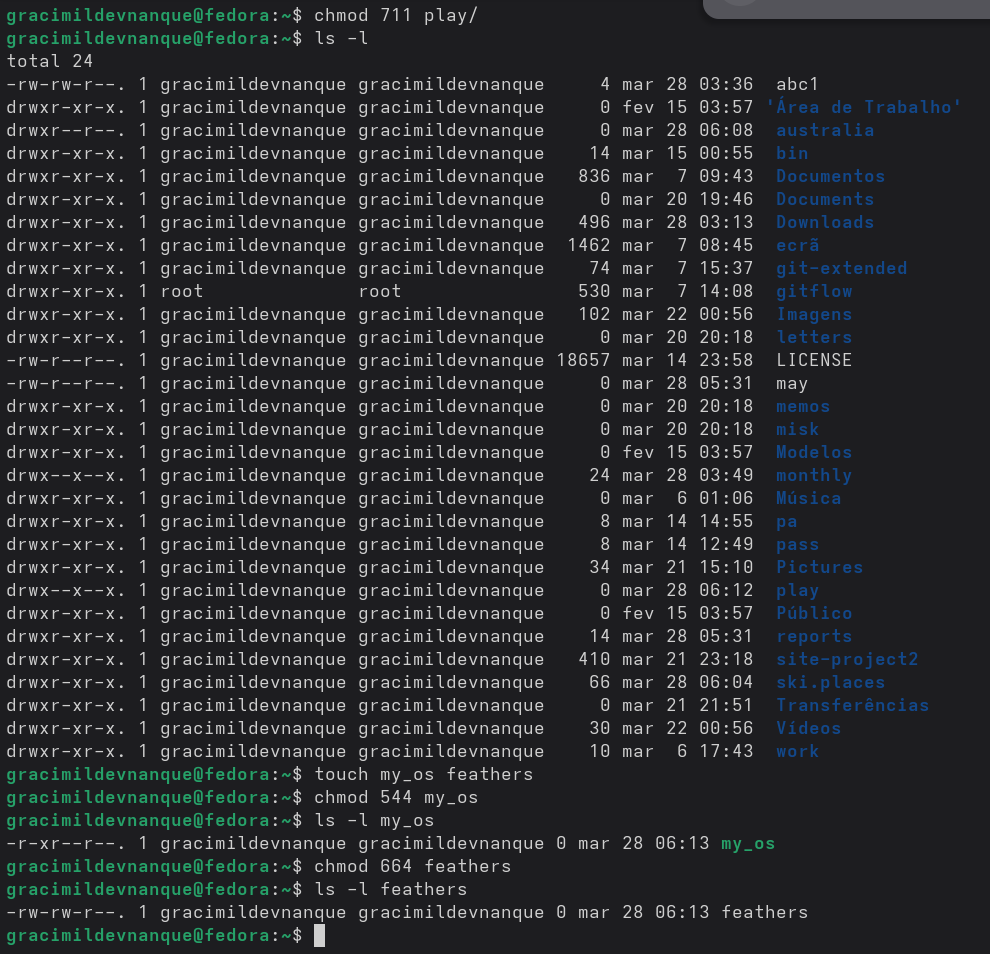 gracimildevnanque@fedora:~$ chmod 711 play/
gracimildevnanque@fedora:~$ ls -l
total 24
-rw-rw-r--. 1 gracimildevnanque gracimildevnanque     4 mar 28 03:36  abc1
drwxr-xr-x. 1 gracimildevnanque gracimildevnanque     0 fev 15 03:57 'Área de Trabalho'
drwxr--r--. 1 gracimildevnanque gracimildevnanque     0 mar 28 06:08  australia
drwxr-xr-x. 1 gracimildevnanque gracimildevnanque    14 mar 15 00:55  bin
drwxr-xr-x. 1 gracimildevnanque gracimildevnanque   836 mar  7 09:43  Documentos
drwxr-xr-x. 1 gracimildevnanque gracimildevnanque     0 mar 20 19:46  Documents
drwxr-xr-x. 1 gracimildevnanque gracimildevnanque   496 mar 28 03:13  Downloads
drwxr-xr-x. 1 gracimildevnanque gracimildevnanque  1462 mar  7 08:45  ecrã
drwxr-xr-x. 1 gracimildevnanque gracimildevnanque    74 mar  7 15:37  git-extended
drwxr-xr-x. 1 root              root                530 mar  7 14:08  gitflow
drwxr-xr-x. 1 gracimildevnanque gracimildevnanque   102 mar 22 00:56  Imagens
drwxr-xr-x. 1 gracimildevnanque gracimildevnanque     0 mar 20 20:18  letters
-rw-r--r--. 1 gracimildevnanque gracimildevnanque 18657 mar 14 23:58  LICENSE
-rw-r--r--. 1 gracimildevnanque gracimildevnanque     0 mar 28 05:31  may
drwxr-xr-x. 1 gracimildevnanque gracimildevnanque     0 mar 20 20:18  memos
drwxr-xr-x. 1 gracimildevnanque gracimildevnanque     0 mar 20 20:18  misk
drwxr-xr-x. 1 gracimildevnanque gracimildevnanque     0 fev 15 03:57  Modelos
drwx--x--x. 1 gracimildevnanque gracimildevnanque    24 mar 28 03:49  monthly
drwxr-xr-x. 1 gracimildevnanque gracimildevnanque     0 mar  6 01:06  Música
drwxr-xr-x. 1 gracimildevnanque gracimildevnanque     8 mar 14 14:55  pa
drwxr-xr-x. 1 gracimildevnanque gracimildevnanque     8 mar 14 12:49  pass
drwxr-xr-x. 1 gracimildevnanque gracimildevnanque    34 mar 21 15:10  Pictures
drwx--x--x. 1 gracimildevnanque gracimildevnanque     0 mar 28 06:12  play
drwxr-xr-x. 1 gracimildevnanque gracimildevnanque     0 fev 15 03:57  Público
drwxr-xr-x. 1 gracimildevnanque gracimildevnanque    14 mar 28 05:31  reports
drwxr-xr-x. 1 gracimildevnanque gracimildevnanque   410 mar 21 23:18  site-project2
drwxr-xr-x. 1 gracimildevnanque gracimildevnanque    66 mar 28 06:04  ski.places
drwxr-xr-x. 1 gracimildevnanque gracimildevnanque     0 mar 21 21:51  Transferências
drwxr-xr-x. 1 gracimildevnanque gracimildevnanque    30 mar 22 00:56  Vídeos
drwxr-xr-x. 1 gracimildevnanque gracimildevnanque    10 mar  6 17:43  work
gracimildevnanque@fedora:~$ touch my_os feathers
gracimildevnanque@fedora:~$ chmod 544 my_os
gracimildevnanque@fedora:~$ ls -l my_os
-r-xr--r--. 1 gracimildevnanque gracimildevnanque 0 mar 28 06:13 my_os
gracimildevnanque@fedora:~$ chmod 664 feathers
gracimildevnanque@fedora:~$ ls -l feathers
-rw-rw-r--. 1 gracimildevnanque gracimildevnanque 0 mar 28 06:13 feathers
gracimildevnanque@fedora:~$